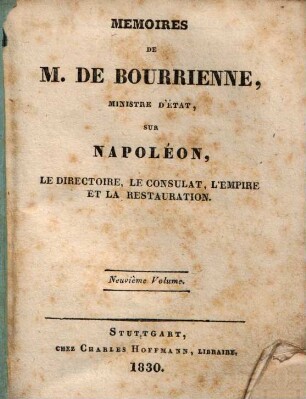 MEMOIRES
DE
M. DE BOURRIENNE,
MINISTRE D'ÉTAT,
SUR
NAPOLÉON,
LE DIRECTOIRE, LE CONSULAT, L'EMPIRE
ET LA RESTAURATION.
Neuvième Volume.
STUTTGART,
CHEZ CHARLES HOFFMANN, LIBRAIRE.
1830.